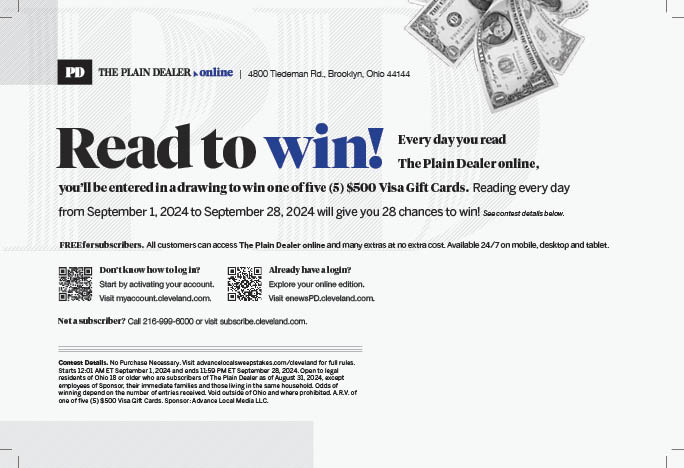 PD THE PLAIN DEALER online | 4800 Tiedeman Rd., Brooklyn, Ohio 44144
Read to win!
Every day you read
The Plain Dealer online,
you'll be entered in a drawing to win one of five (5) $500 Visa Gift Cards. Reading every day
from September 1, 2024 to September 28, 2024 will give you 28 chances to win! See contest details below.
FREE for subscribers. All customers can access The Plain Dealer online and many extras at no extra cost. Available 24/7 on mobile, desktop and tablet.
Don't know how to log in?
Start by activating your account.
Visit myaccount.cleveland.com.
Already have a login?
Explore your online edition.
Visit enewsPD.cleveland.com.
Not a subscriber? Call 216-999-6000 or visit subscribe.cleveland.com.
Contest Details. No Purchase Necessary. Visit advancelocalsweepstakes.com/cleveland for full rules.
Starts 12:01 AM ET September 1, 2024 and ends 11:59 PM ET September 28, 2024. Open to legal
residents of Ohio 18 or older who are subscribers of The Plain Dealer as of August 31, 2024, except
employees of Sponsor, their immediate families and those living in the same household. Odds of
winning depend on the number of entries received. Void outside of Ohio and where prohibited. A.R.V. of
one of five (5) $500 Visa Gift Cards. Sponsor: Advance Local Media LLC.